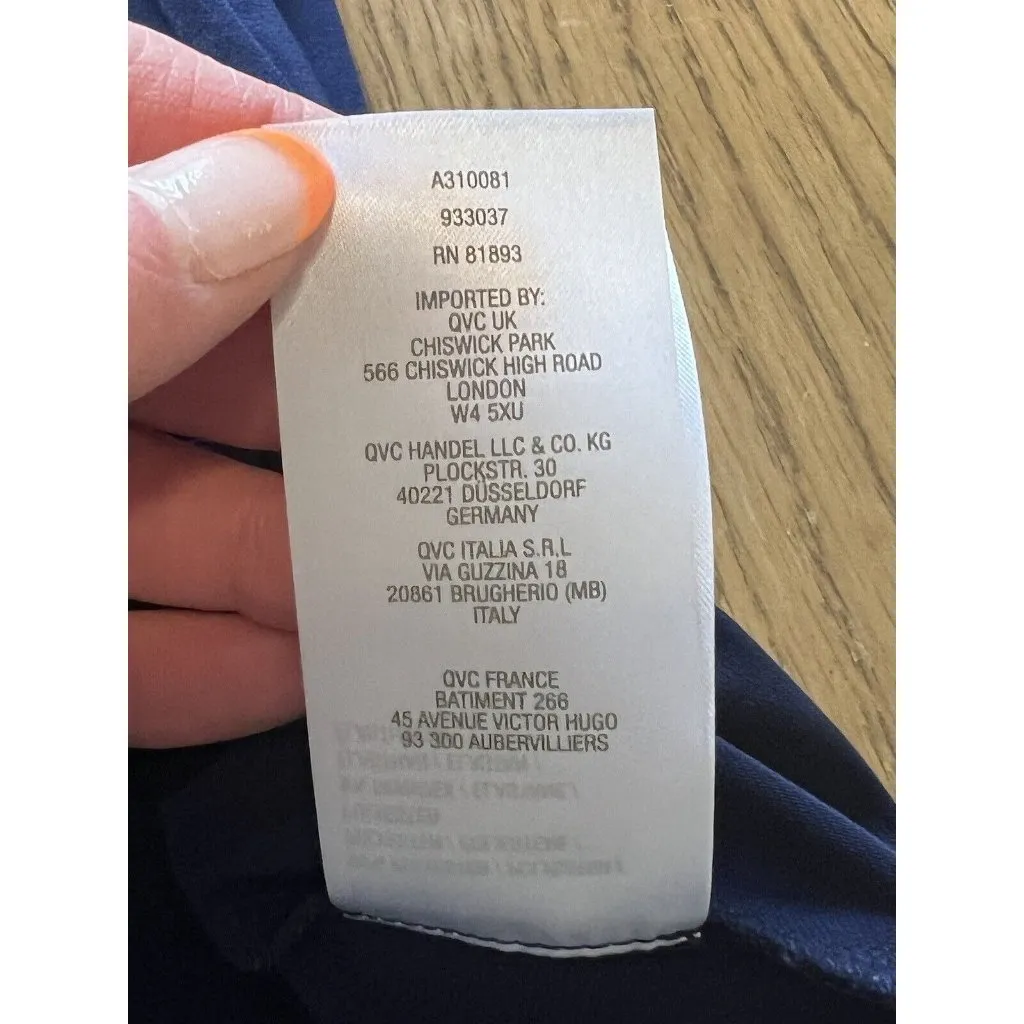 A310081
933037
RN 81893
IMPORTED BY:
QVC UK
CHISWICK PARK
566 CHISWICK HIGH ROAD
LONDON
W4 5XU
QVC HANDEL LLC & CO. KG
PLOCKSTR. 30
40221 DÜSSELDORF
GERMANY
QVC ITALIA S.R.L
VIA GUZZINA 18
20861 BRUGHERIO (MB)
ITALY
QVC FRANCE
BATIMENT 266
45 AVENUE VICTOR HUGO
93 300 AUBERVILLIERS